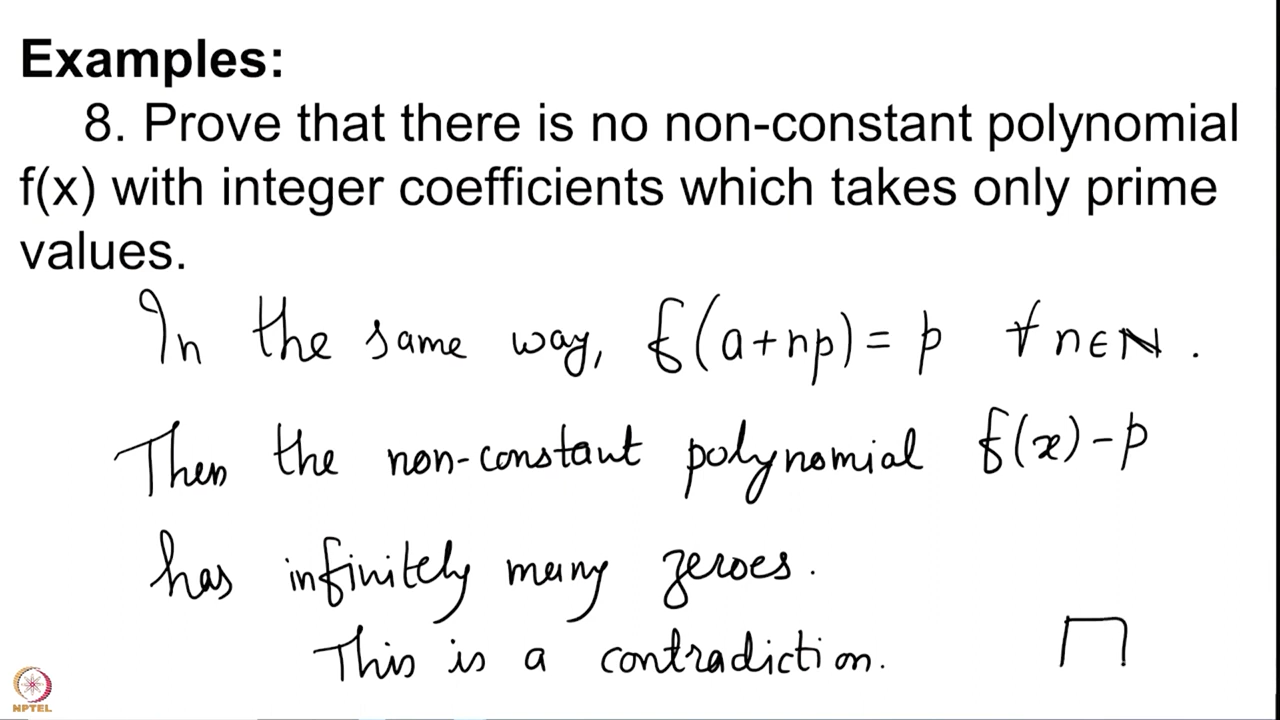 Examples:
8. Prove that there is no non-constant polynomial
f(x) with integer coefficients which takes only prime
values.
In the same way, f(a+np) = p ∀ n ∈ ℕ.
Then the non-constant polynomial f(x)-p
has infinitely many zeroes.
This is a contradiction.
NPTEL